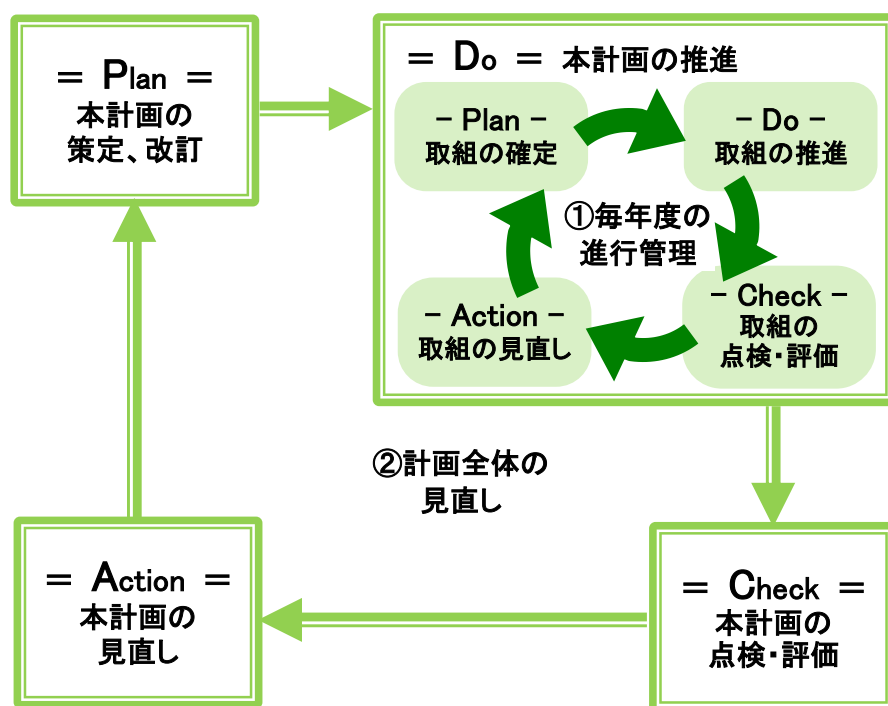 = Plan =
本計画の
策定、改訂
= Do = 本計画の推進
- Plan -
取組の確定
- Do -
取組の推進
①毎年度の
進行管理
- Action -
取組の見直し
- Check -
取組の
点検・評価
②計画全体の
見直し
= Action =
本計画の
見直し
= Check =
本計画の
点検・評価